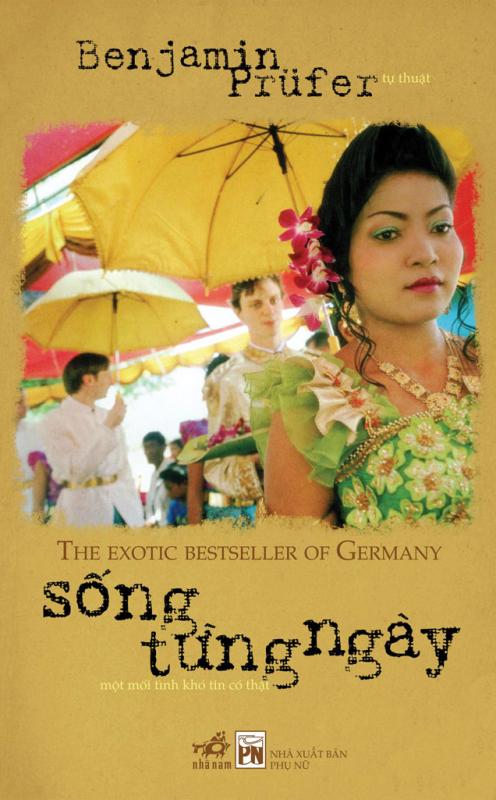 Benjamin
Prüfer
tự thuật
THE EXOTIC BESTSELLER OF GERMANY
sống
từng ngày
một mối tình khó tin có thật
nhã nam
PN
NHÀ XUẤT BẢN
PHỤ NỮ